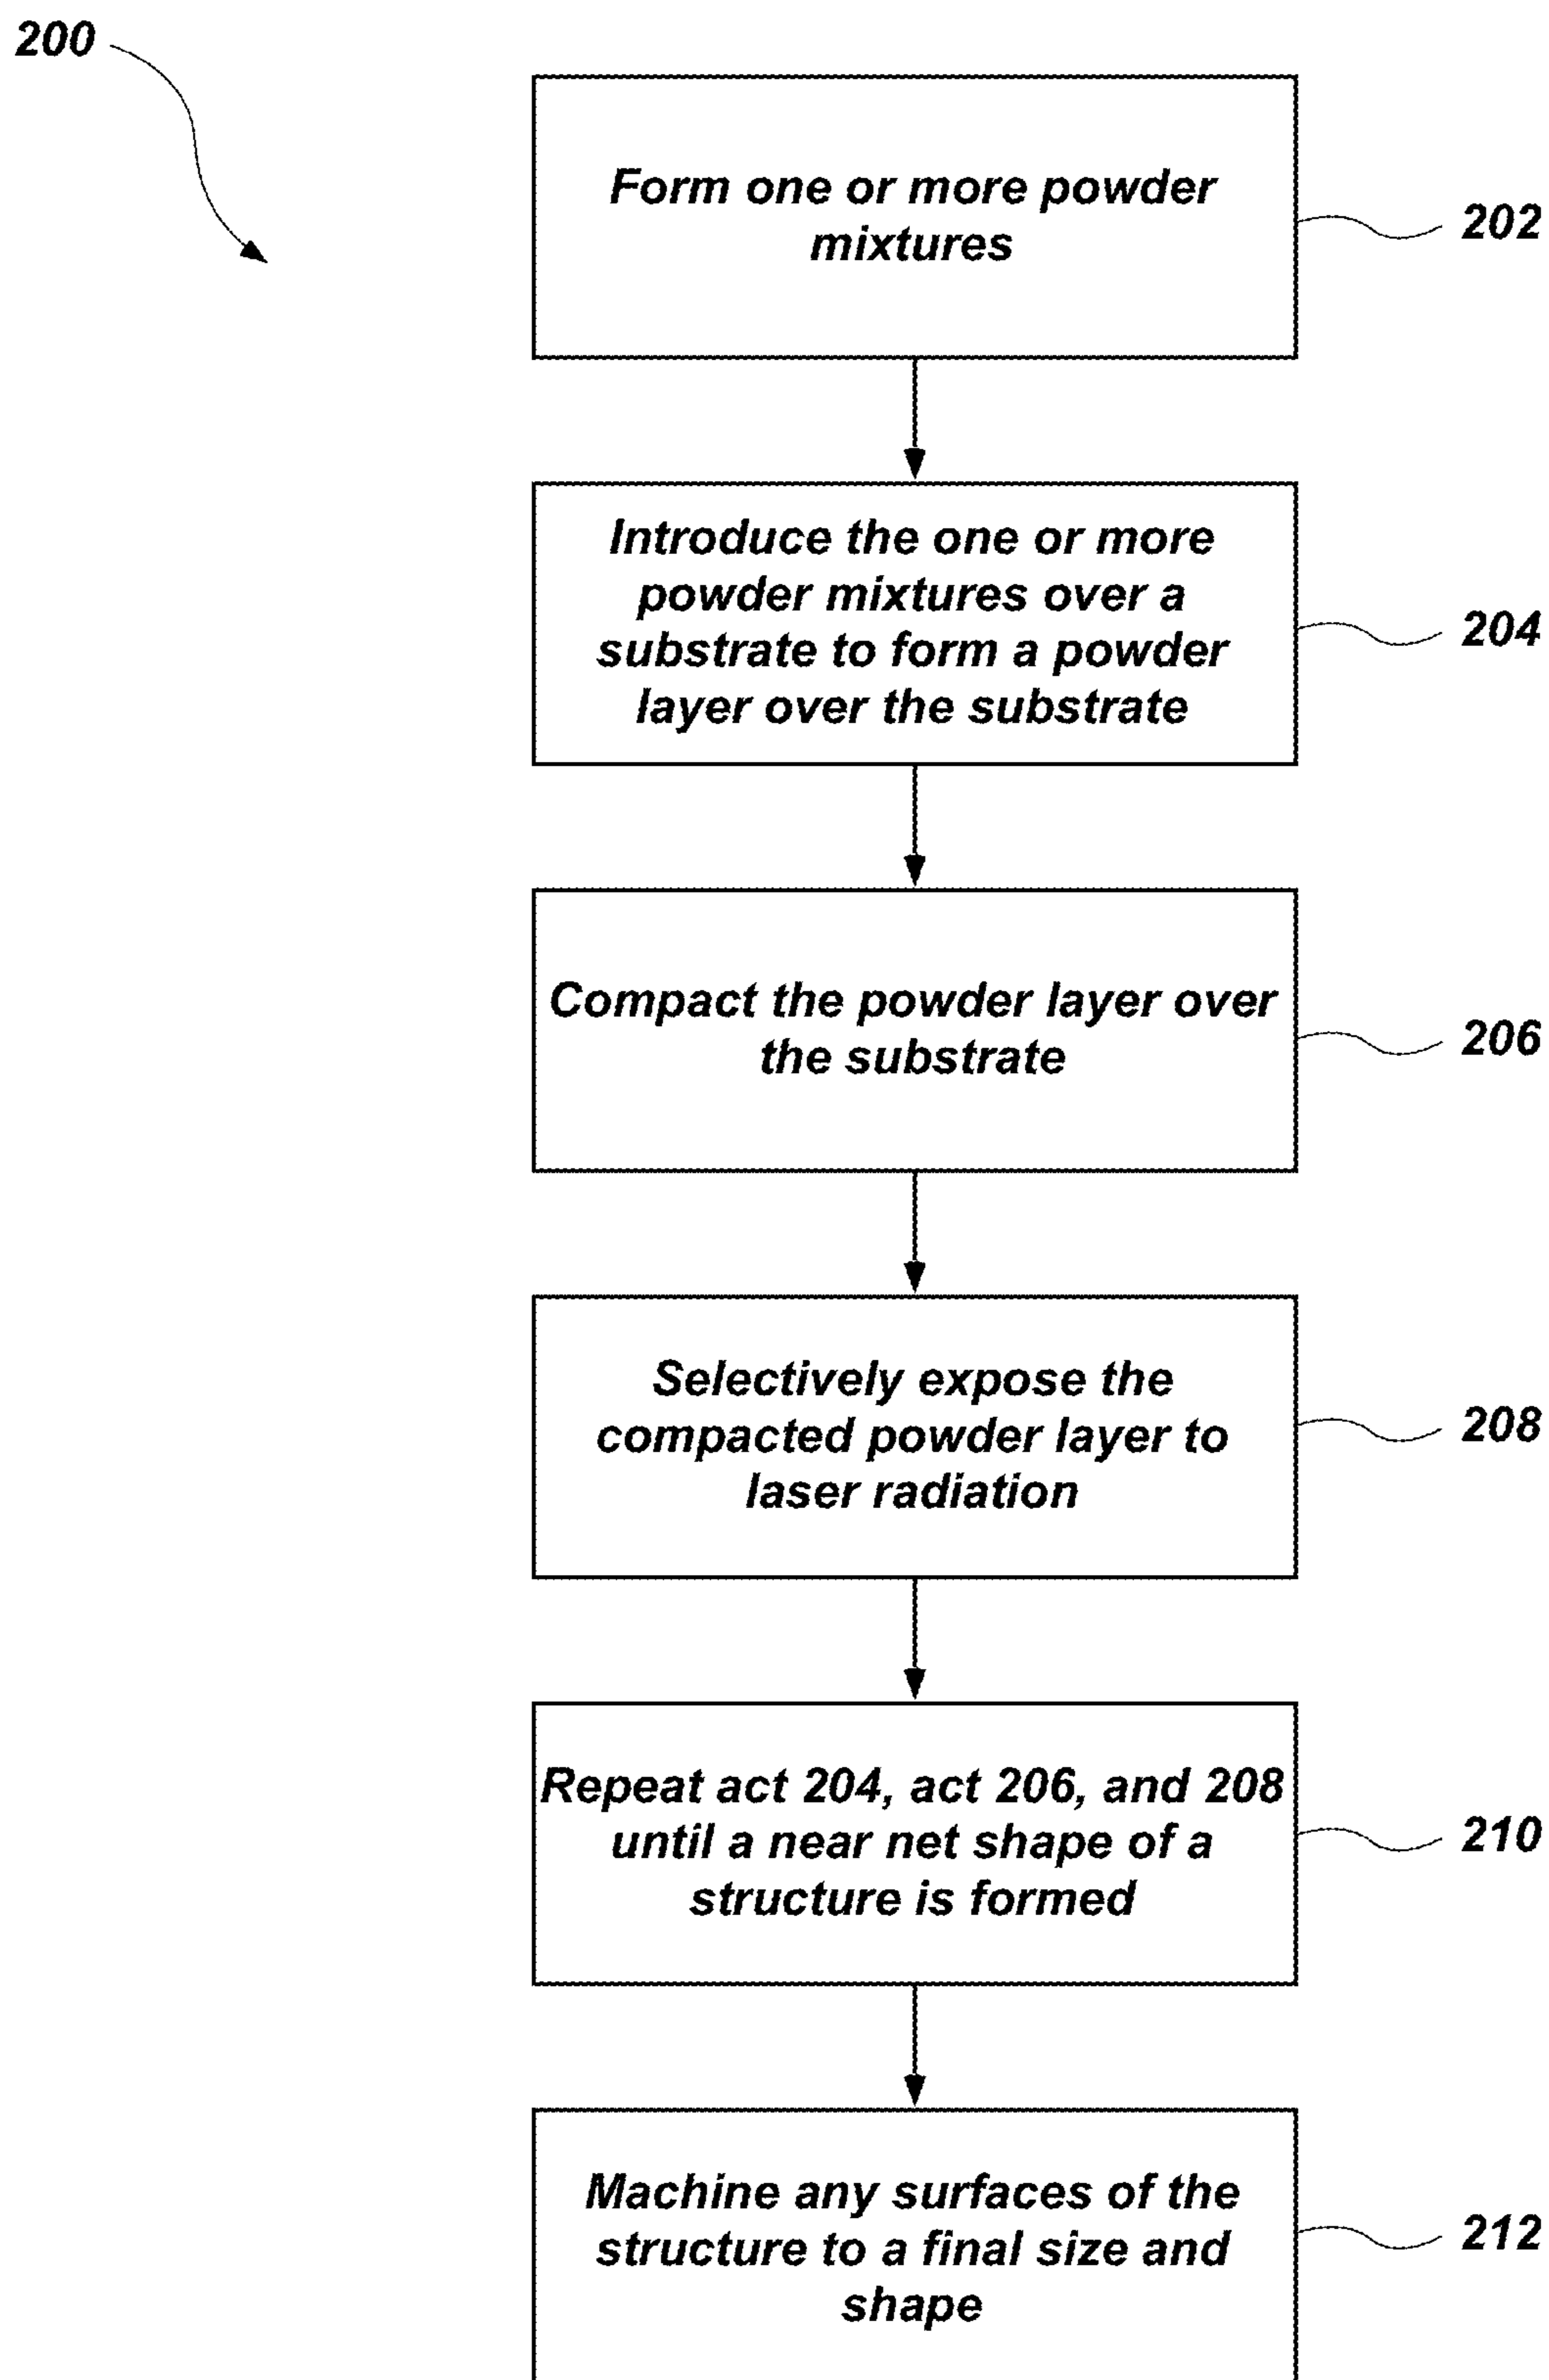 200
Form one or more powder
mixtures
202
Introduce the one or more
powder mixtures over a
substrate to form a powder
layer over the substrate
204
Compact the powder layer over
the substrate
206
Selectively expose the
compacted powder layer to
laser radiation
208
Repeat act 204, act 206, and 208
until a near net shape of a
structure is formed
210
Machine any surfaces of the
structure to a final size and
shape
212